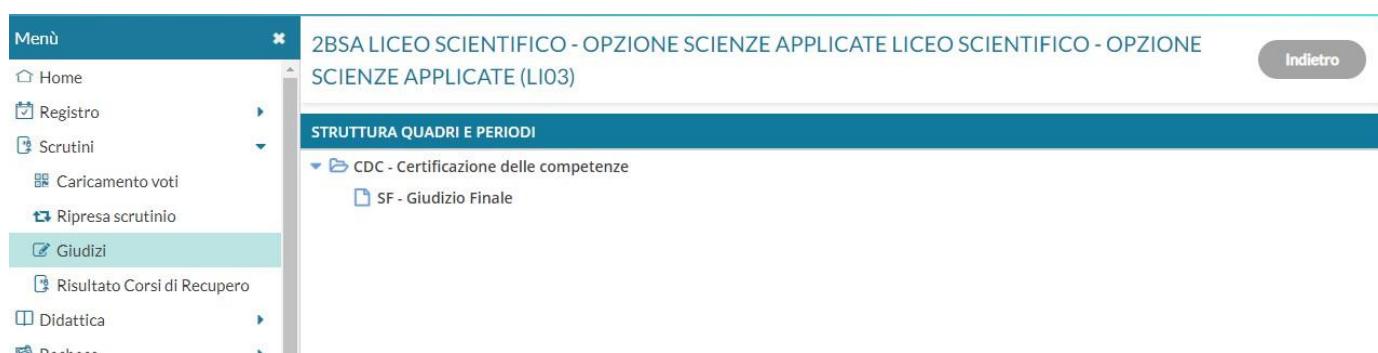 Menù
Home
Registro
Scrutini
Caricamento voti
Ripresa scrutinio
Giudizi
Risultato Corsi di Recupero
Didattica
2BSA LICEO SCIENTIFICO - OPZIONE SCIENZE APPLICATE LICEO SCIENTIFICO - OPZIONE
SCIENZE APPLICATE (LI03)
Indietro
STRUTTURA QUADRI E PERIODI
CDC - Certificazione delle competenze
SF - Giudizio Finale